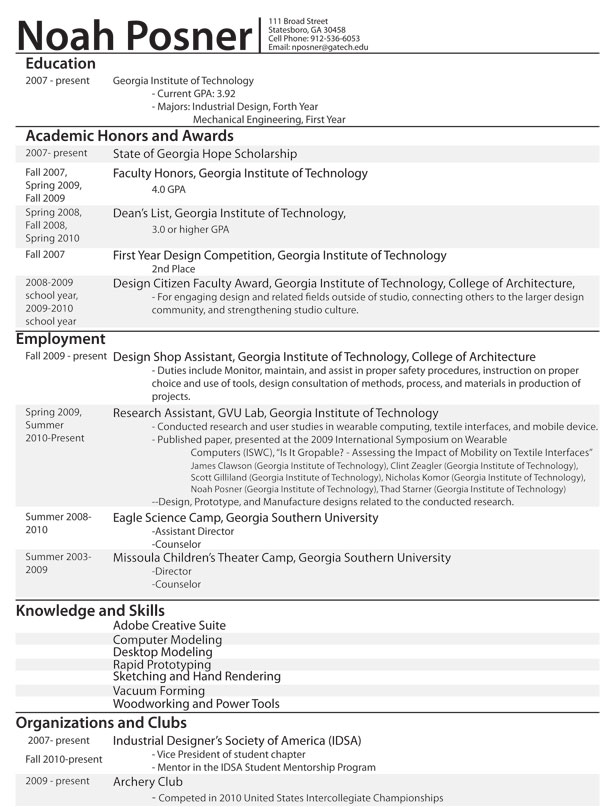 Noah Posner
111 Broad Street
Statesboro, GA 30458
Cell Phone: 912-536-6053
Email: nposner@gatech.edu
Education
2007 - present Georgia Institute of Technology
- Current GPA: 3.92
- Majors: Industrial Design, Forth Year
Mechanical Engineering, First Year
Academic Honors and Awards
2007- present State of Georgia Hope Scholarship
Fall 2007, Faculty Honors, Georgia Institute of Technology
Spring 2009, 4.0 GPA
Fall 2009
Spring 2008, Dean's List, Georgia Institute of Technology,
Fall 2008, 3.0 or higher GPA
Spring 2010
Fall 2007 First Year Design Competition, Georgia Institute of Technology
2nd Place
2008-2009 Design Citizen Faculty Award, Georgia Institute of Technology, College of Architecture,
school year, - For engaging design and related fields outside of studio, connecting others to the larger design
2009-2010 community, and strengthening studio culture.
school year
Employment
Fall 2009 - present Design Shop Assistant, Georgia Institute of Technology, College of Architecture
- Duties include Monitor, maintain, and assist in proper safety procedures, instruction on proper
choice and use of tools, design consultation of methods, process, and materials in production of
projects.
Spring 2009, Research Assistant, GVU Lab, Georgia Institute of Technology
Summer - Conducted research and user studies in wearable computing, textile interfaces, and mobile device.
2010-Present - Published paper, presented at the 2009 International Symposium on Wearable
Computers (ISWC), "Is It Gropable? - Assessing the Impact of Mobility on Textile Interfaces"
James Clawson (Georgia Institute of Technology), Clint Zeagler (Georgia Institute of Technology),
Scott Gilliland (Georgia Institute of Technology), Nicholas Komor (Georgia Institute of Technology),
Noah Posner (Georgia Institute of Technology), Thad Starner (Georgia Institute of Technology)
--Design, Prototype, and Manufacture designs related to the conducted research.
Summer 2008- Eagle Science Camp, Georgia Southern University
2010 -Assistant Director
-Counselor
Summer 2003- Missoula Children's Theater Camp, Georgia Southern University
2009 -Director
-Counselor
Knowledge and Skills
Adobe Creative Suite
Computer Modeling
Desktop Modeling
Rapid Prototyping
Sketching and Hand Rendering
Vacuum Forming
Woodworking and Power Tools
Organizations and Clubs
2007- present Industrial Designer's Society of America (IDSA)
Fall 2010-present - Vice President of student chapter
- Mentor in the IDSA Student Mentorship Program
2009 - present Archery Club
- Competed in 2010 United States Intercollegiate Championships